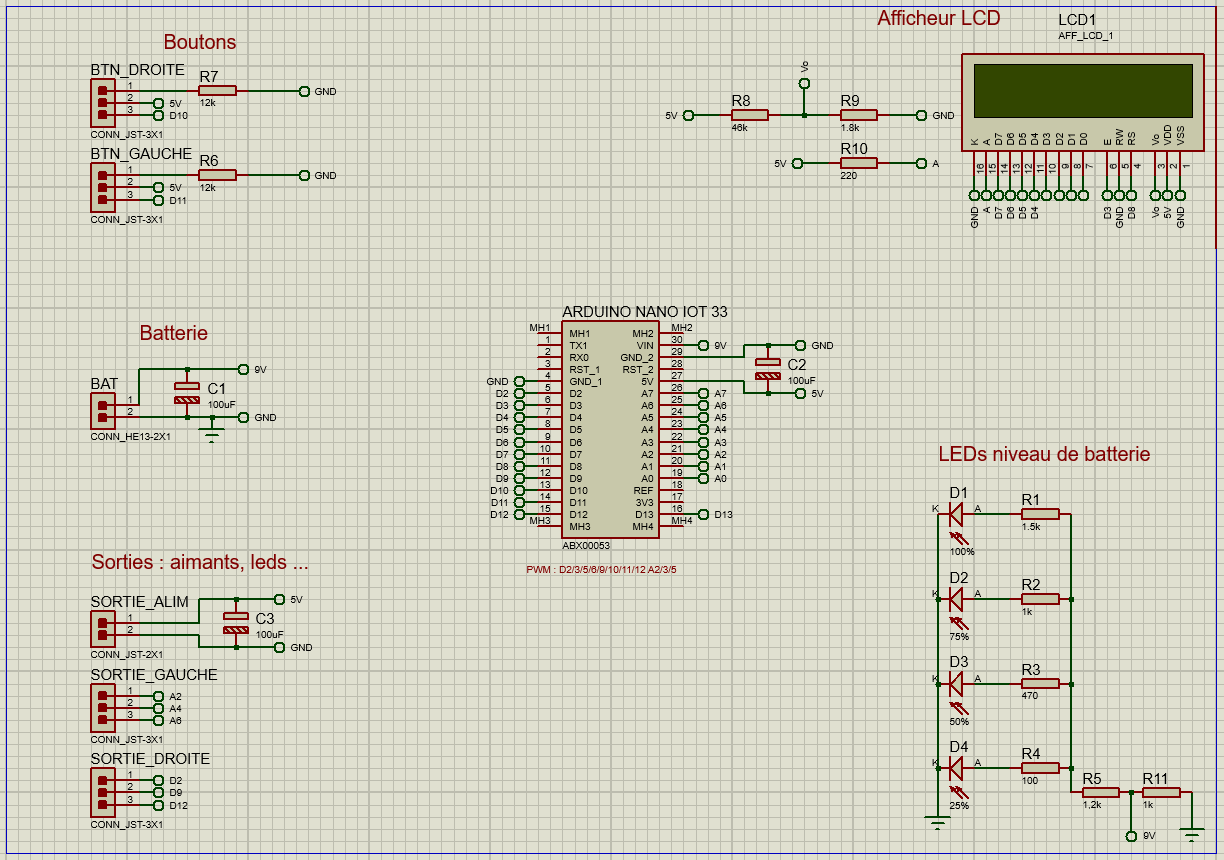 Boutons
BTN_DROITE
1
2
3
5V
D10
R7
12k
GND
CONN_JST-3X1
BTN_GAUCHE
1
2
3
5V
D11
R6
12k
GND
CONN_JST-3X1
Afficheur LCD
LCD1
AFF_LCD_1
Vo
5V
R8
46k
R9
1.8k
GND
5V
R10
220
A
K A D7 D6 D5 D4 D3 D2 D1 D0 E RW RS Vo VDD VSS
16 15 14 13 12 11 10 9 8 7 6 5 4 3 2 1
GND A D7 D6 D5 D4 D3 GND D8 Vo 5V GND
Batterie
BAT
1
2
C1
100uF
9V
GND
CONN_HE13-2X1
ARDUINO NANO IOT 33
MH1 MH1 MH2 MH2
1 TX1 VIN 30 9V
2 RX0 GND_2 29
3 RST_1 RST_2 28
GND 4 GND_1 5V 27
D2 5 D2 A7 26 A7
D3 6 D3 A6 25 A6
D4 7 D4 A5 24 A5
D5 8 D5 A4 23 A4
D6 9 D6 A3 22 A3
D7 10 D7 A2 21 A2
D8 11 D8 A1 20 A1
D9 12 D9 A0 19 A0
D10 13 D10 REF 18
D11 14 D11 3V3 17
D12 15 D12 D13 16 D13
MH3 MH3 MH4 MH4
ABX00053
PWM : D2/3/5/6/9/10/11/12 A2/3/5
GND
C2
100uF
5V
Sorties : aimants, leds ...
SORTIE_ALIM
1
2
C3
100uF
5V
GND
CONN_JST-2X1
SORTIE_GAUCHE
1
2
3
A2
A4
A6
CONN_JST-3X1
SORTIE_DROITE
1
2
3
D2
D9
D12
CONN_JST-3X1
LEDs niveau de batterie
D1
K A
100%
R1
1.5k
D2
K A
75%
R2
1k
D3
K A
50%
R3
470
D4
K A
25%
R4
100
R5
1,2k
R11
1k
9V